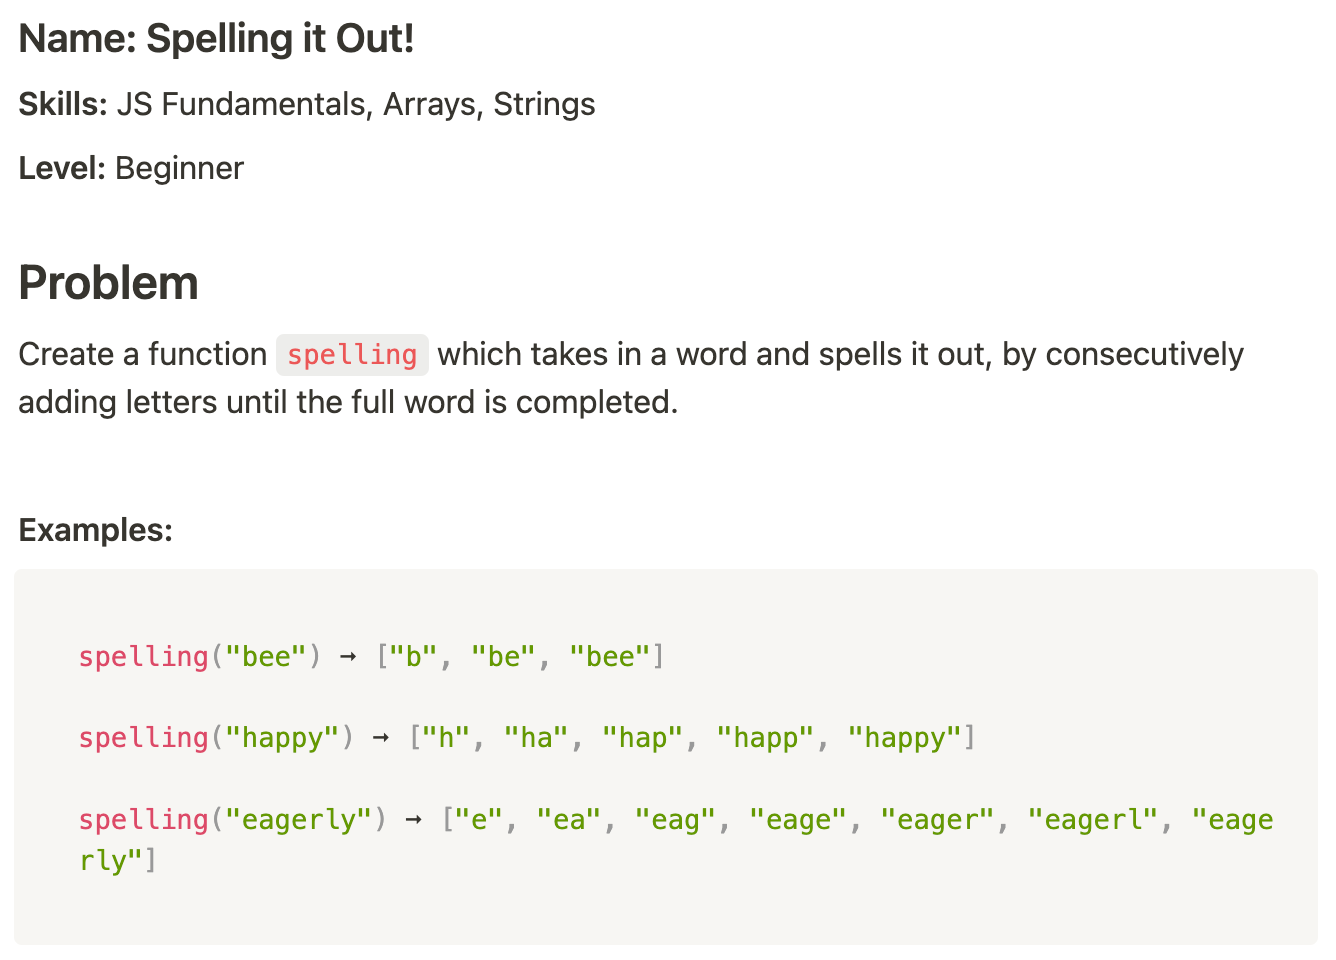 Name: Spelling it Out!
Skills: JS Fundamentals, Arrays, Strings
Level: Beginner
Problem
Create a function spelling which takes in a word and spells it out, by consecutively
adding letters until the full word is completed.
Examples:
spelling("bee") → ["b", "be", "bee"]
spelling("happy") → ["h", "ha", "hap", "happ", "happy"]
spelling("eagerly") → ["e", "ea", "eag", "eage", "eager", "eagerl", "eage
rly"]